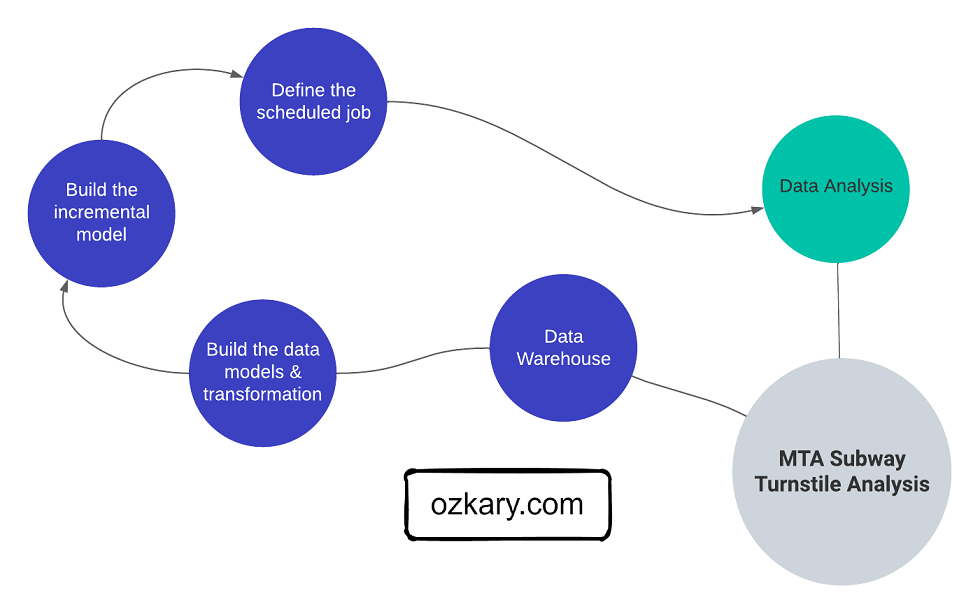 Define the
scheduled job
Build the
incremental
model
Data Analysis
Build the data
models &
transformation
Data
Warehouse
MTA Subway
Turnstile Analysis
ozkary.com